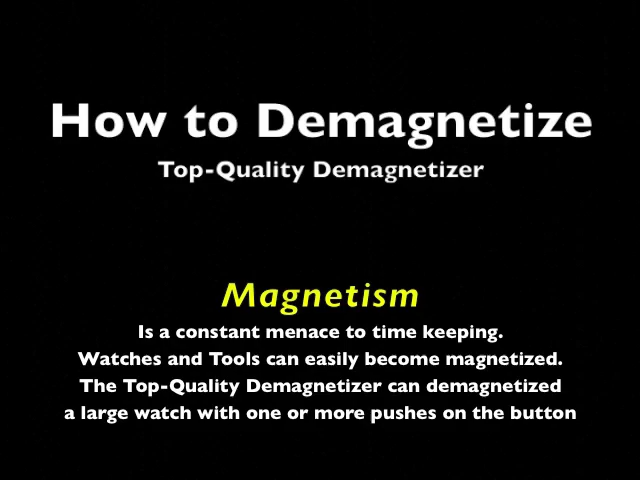 How to Demagnetize
Top-Quality Demagnetizer
Magnetism
Is a constant menace to time keeping.
Watches and Tools can easily become magnetized.
The Top-Quality Demagnetizer can demagnetized
a large watch with one or more pushes on the button